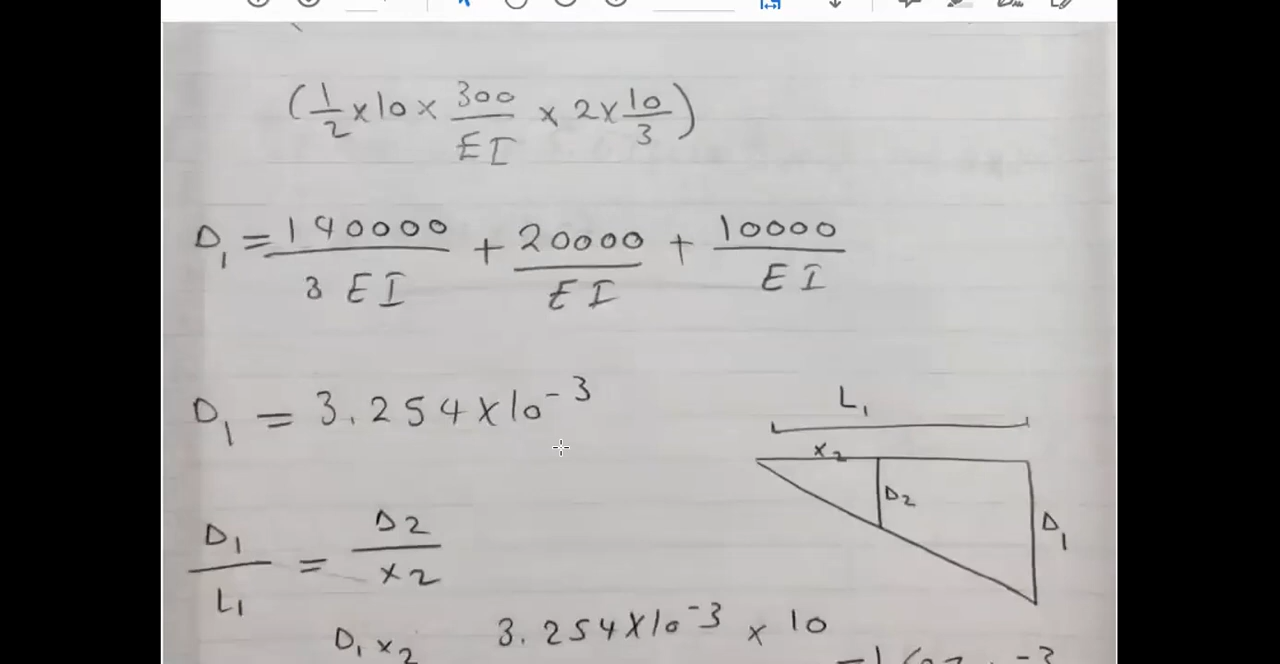 (1/2 × 10 × 300/EI × 2 × 10/3)
D₁ = 140000/3EI + 20000/EI + 10000/EI
D₁ = 3.254 × 10⁻³
L₁
x₂
D₂
D₁
D₁/L₁ = D₂/x₂
D₁ x₂ 3.254 × 10⁻³ × 10